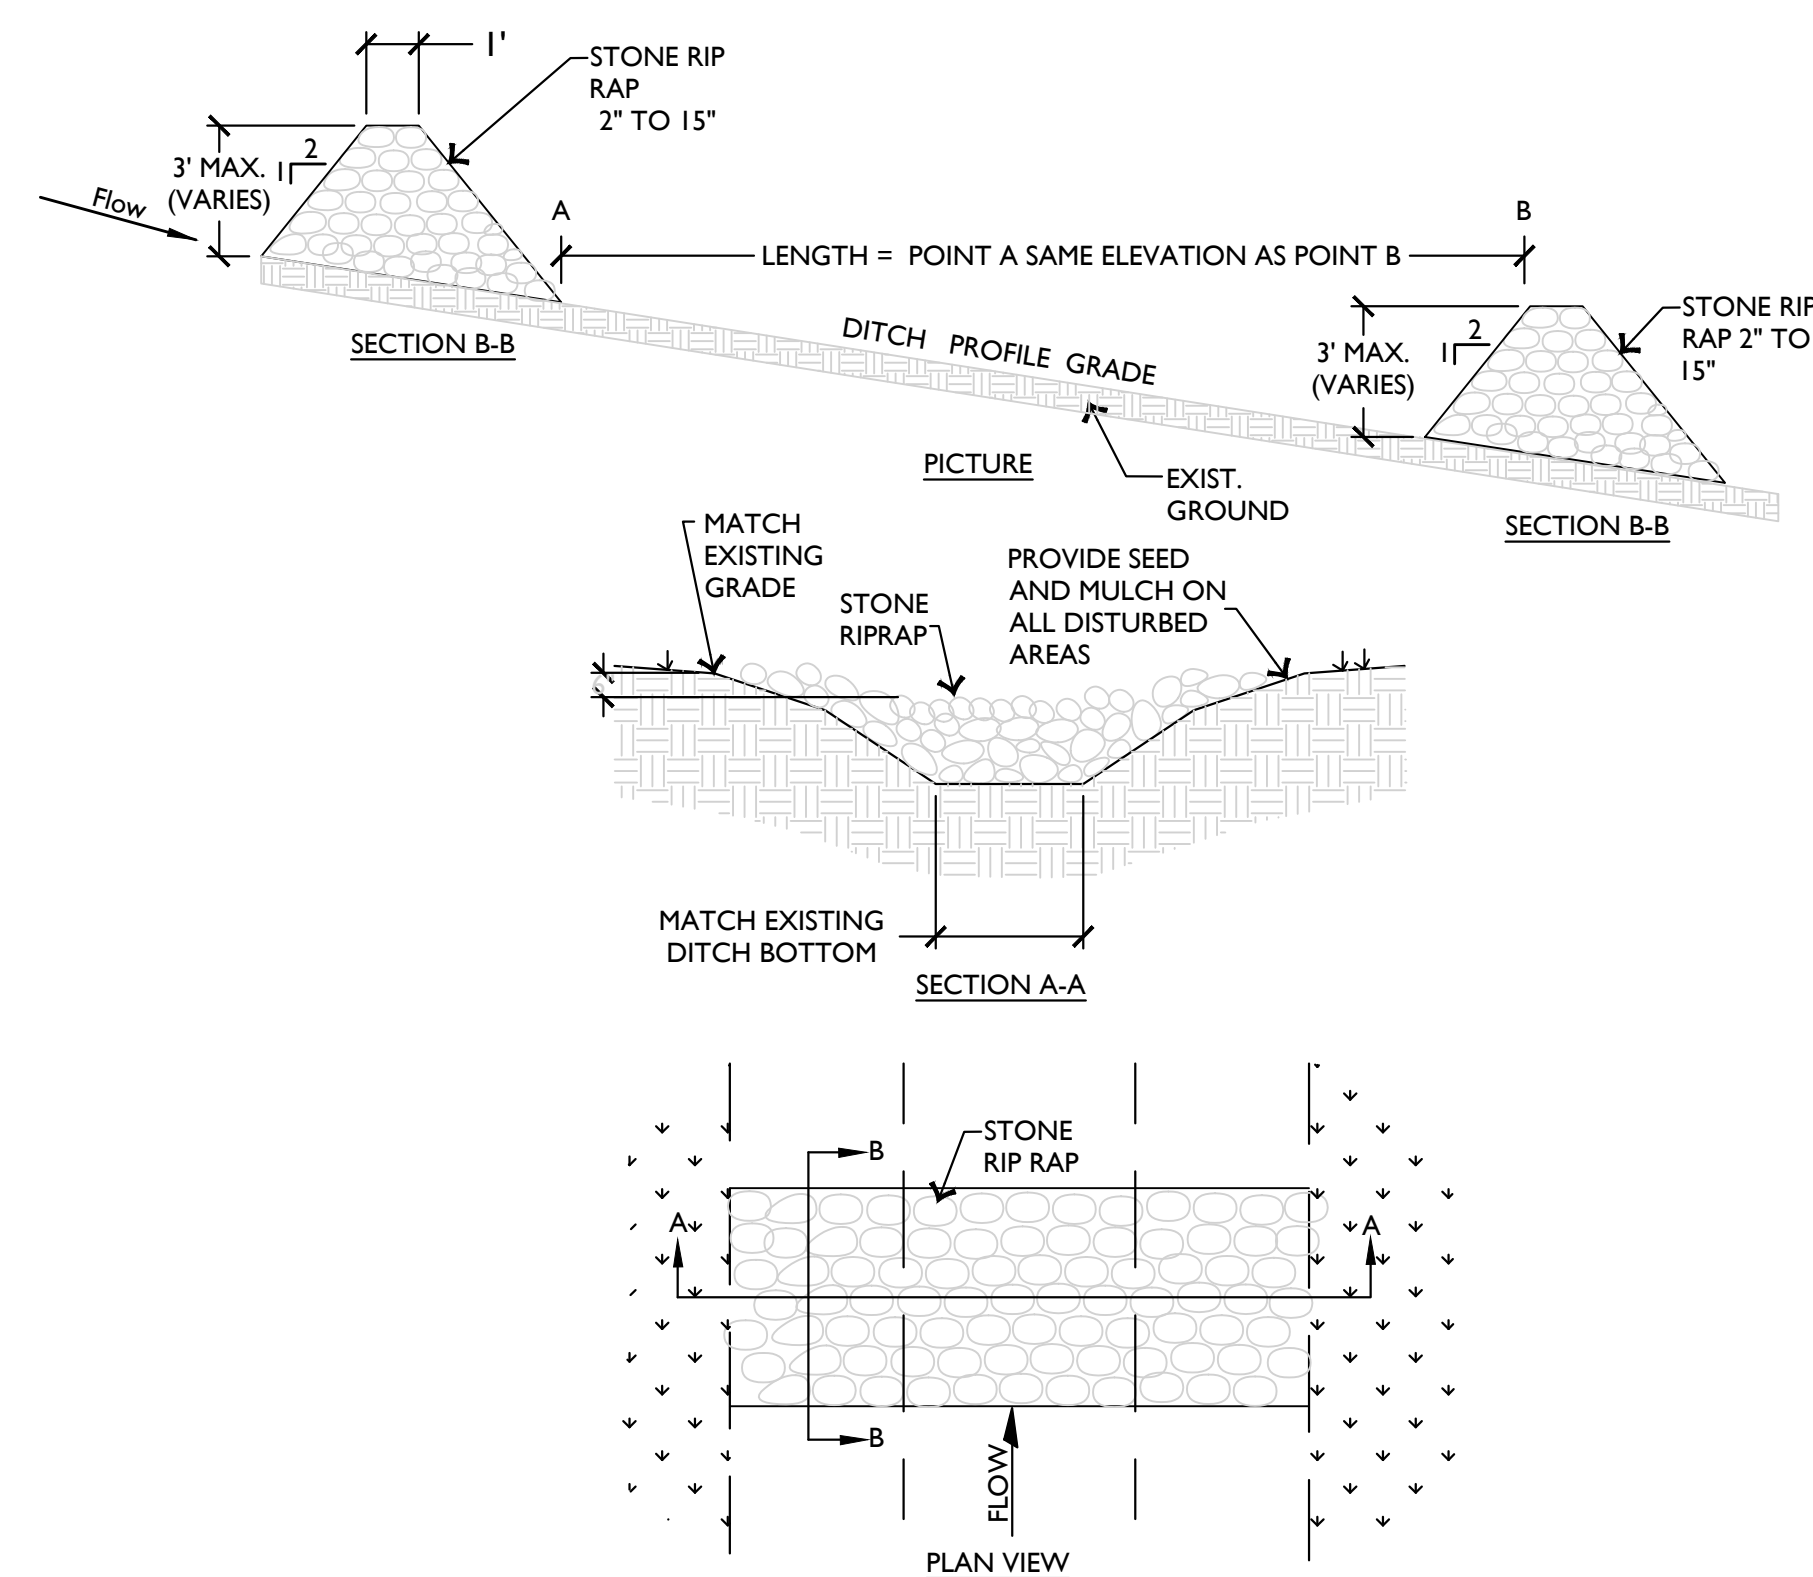 1'
STONE RIP
RAP
2" TO 15"
2
1
3' MAX.
(VARIES)
Flow
A
B
LENGTH = POINT A SAME ELEVATION AS POINT B
STONE RIP
RAP 2" TO
15"
2
1
3' MAX.
(VARIES)
SECTION B-B
DITCH PROFILE GRADE
PICTURE
EXIST.
GROUND
SECTION B-B
MATCH
EXISTING
GRADE
STONE
RIPRAP
PROVIDE SEED
AND MULCH ON
ALL DISTURBED
AREAS
MATCH EXISTING
DITCH BOTTOM
SECTION A-A
B
STONE
RIP RAP
A
A
B
FLOW
PLAN VIEW